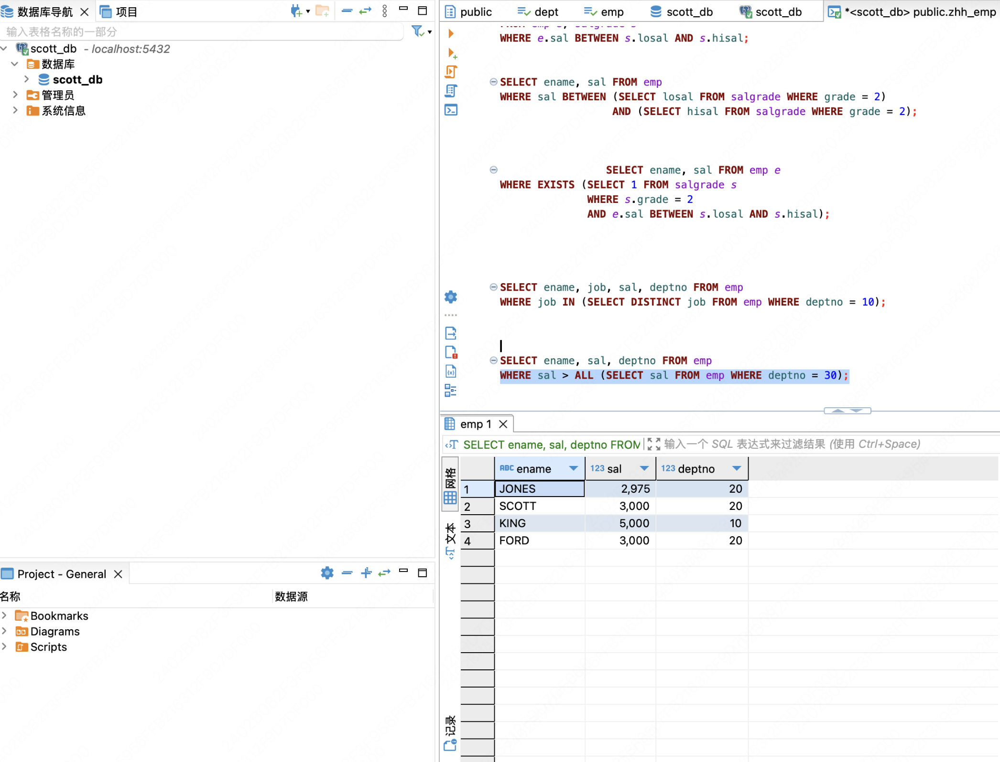 数据库导航
项目
输入表格名称的一部分
scott_db - localhost:5432
数据库
scott_db
管理员
系统信息
Project - General
名称 数据源
Bookmarks
Diagrams
Scripts
public dept emp scott_db scott_db *<scott_db> public.zhh_emp
FROM emp e, salgrade s
WHERE e.sal BETWEEN s.losal AND s.hisal;
SELECT ename, sal FROM emp
WHERE sal BETWEEN (SELECT losal FROM salgrade WHERE grade = 2)
AND (SELECT hisal FROM salgrade WHERE grade = 2);
SELECT ename, sal FROM emp e
WHERE EXISTS (SELECT 1 FROM salgrade s
WHERE s.grade = 2
AND e.sal BETWEEN s.losal AND s.hisal);
SELECT ename, job, sal, deptno FROM emp
WHERE job IN (SELECT DISTINCT job FROM emp WHERE deptno = 10);
SELECT ename, sal, deptno FROM emp
WHERE sal > ALL (SELECT sal FROM emp WHERE deptno = 30);
emp 1
SELECT ename, sal, deptno FROM 输入一个 SQL 表达式来过滤结果 (使用 Ctrl+Space)
网格
文本
记录
ABC ename 123 sal 123 deptno
1 JONES 2,975 20
2 SCOTT 3,000 20
3 KING 5,000 10
4 FORD 3,000 20